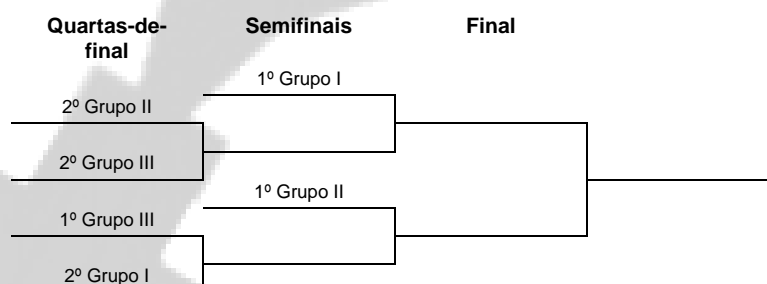 Quartas-de-
final
Semifinais
Final
1º Grupo I
2º Grupo II
2º Grupo III
1º Grupo II
1º Grupo III
2º Grupo I